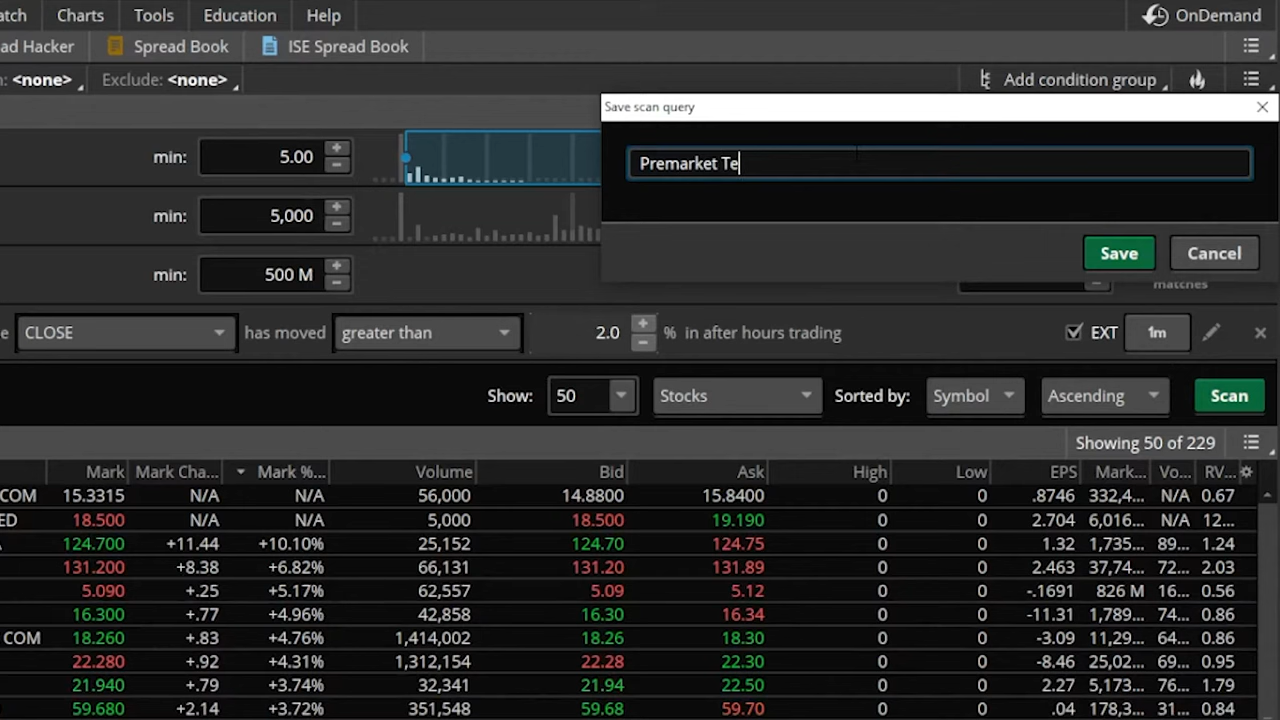 atch Charts Tools Education Help OnDemand
ad Hacker Spread Book ISE Spread Book
n: <none> Exclude: <none> Add condition group
Save scan query
min: 5.00
Premarket Te
min: 5,000
Save Cancel
min: 500 M
matches
e CLOSE has moved greater than 2.0 % in after hours trading EXT 1m
Show: 50 Stocks Sorted by: Symbol Ascending Scan
Showing 50 of 229
Mark Mark Cha... Mark %... Volume Bid Ask High Low EPS Mark... Vo... RV...
COM 15.3315 N/A N/A 56,000 14.8800 15.8400 0 0 .8746 332,4... N/A 0.67
ED 18.500 N/A N/A 5,000 18.500 19.190 0 0 2.704 6,016... N/A 12...
124.700 +11.44 +10.10% 25,152 124.70 124.75 0 0 1.32 1,735... 89... 1.24
131.200 +8.38 +6.82% 66,131 131.20 131.89 0 0 2.463 37,74... 72... 2.03
5.090 +.25 +5.17% 62,557 5.09 5.12 0 0 -.1691 826 M 16... 0.56
16.300 +.77 +4.96% 42,858 16.30 16.34 0 0 -11.31 1,789... 74... 0.86
COM 18.260 +.83 +4.76% 1,414,002 18.26 18.30 0 0 -3.09 11,29... 64... 0.86
22.280 +.92 +4.31% 1,312,154 22.28 22.30 0 0 -8.46 25,02... 69... 0.95
21.940 +.79 +3.74% 32,341 21.94 22.50 0 0 2.27 5,173... 76... 1.79
59.680 +2.14 +3.72% 351,548 59.68 59.70 0 0 .04 178,3... 31... 0.84